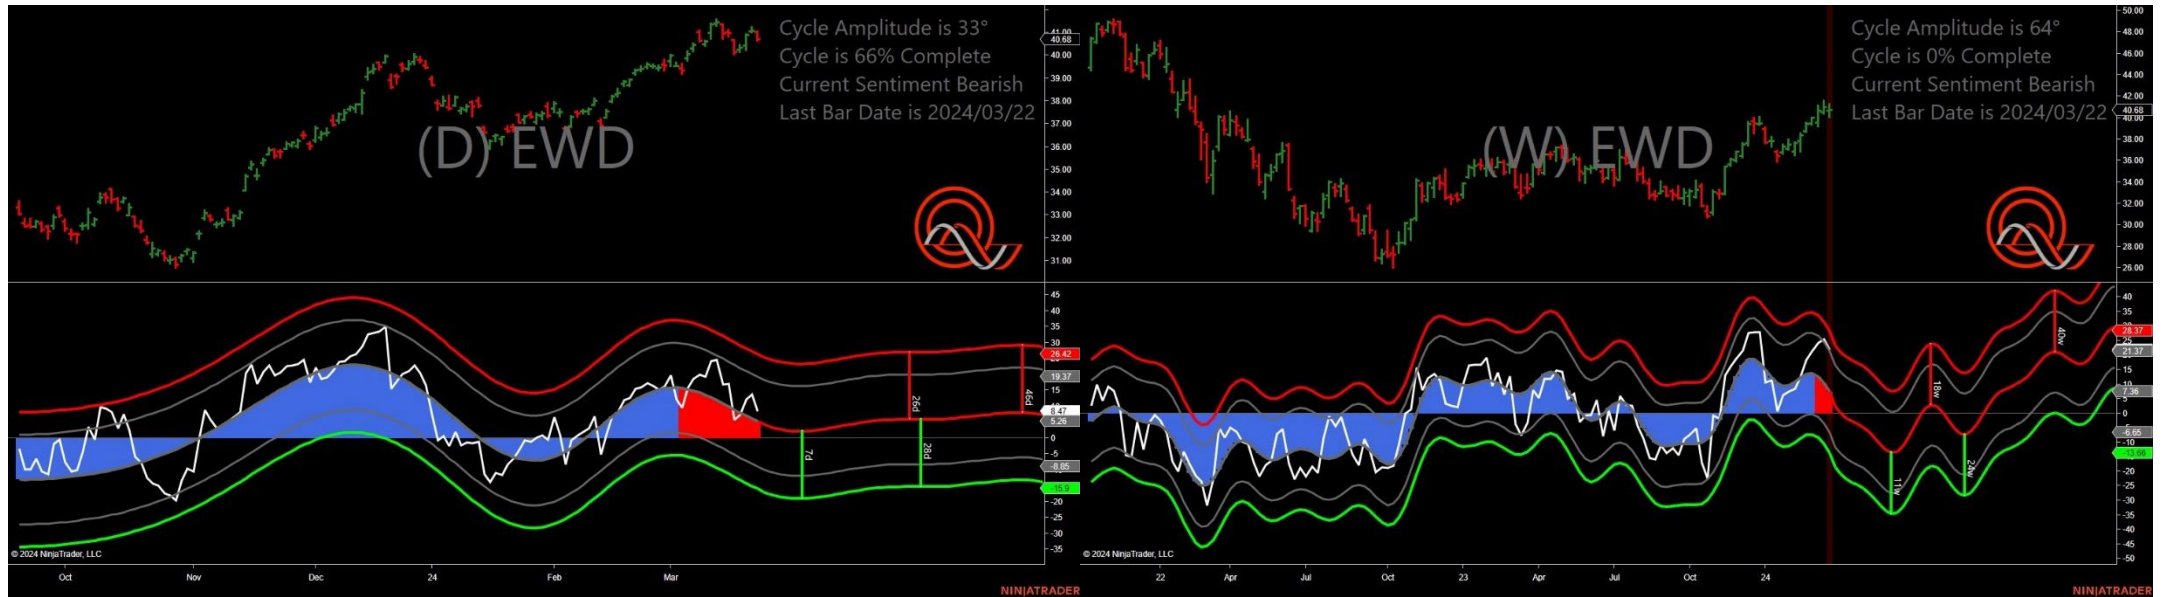 Cycle Amplitude is 33°
Cycle is 66% Complete
Current Sentiment Bearish
Last Bar Date is 2024/03/22
(D) EWD
41.00
40.68
40.00
39.00
38.00
37.00
36.00
35.00
34.00
33.00
32.00
31.00
45
40
35
30
26.42
19.37
15
8.47
5.26
0
-5
-8.85
-15.9
-20
-25
-30
-35
7d
26d
28d
46d
© 2024 NinjaTrader, LLC
Oct Nov Dec 24 Feb Mar
NINJATRADER
Cycle Amplitude is 64°
Cycle is 0% Complete
Current Sentiment Bearish
Last Bar Date is 2024/03/22
(W) EWD
50.00
48.00
46.00
44.00
42.00
40.68
40.00
38.00
36.00
34.00
32.00
30.00
28.00
26.00
40
35
28.37
25
21.37
15
10
7.36
5
0
-6.65
-10
-13.66
-20
-25
-30
-35
-40
-45
-50
11w
18w
24w
40w
© 2024 NinjaTrader, LLC
22 Apr Jul Oct 23 Apr Jul Oct 24
NINJATRADER